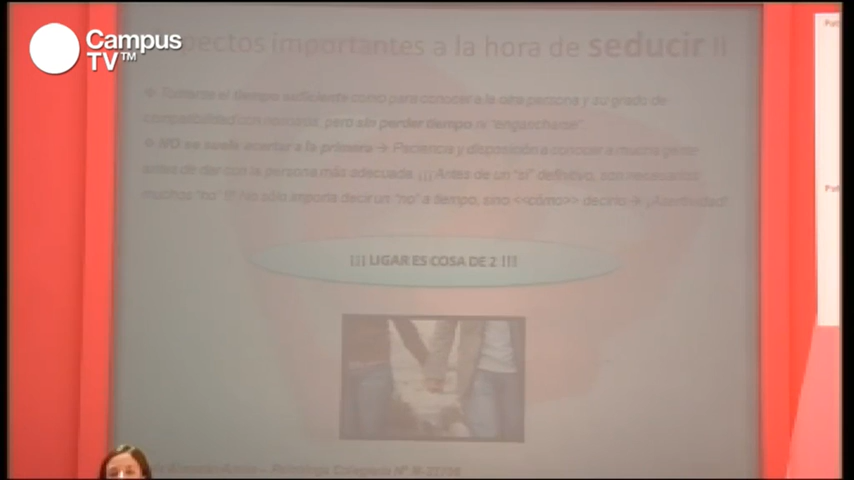 Campus
TV™
pectos importantes a la hora de seducir II
❖ Tomarse el tiempo suficiente como para conocer a la otra persona y su grado de
compatibilidad con nosotros, pero sin perder tiempo ni "engancharse".
❖ NO se suele acertar a la primera → Paciencia y disposición a conocer a mucha gente
antes de dar con la persona más adecuada. ¡¡¡Antes de un "sí" definitivo, son necesarios
muchos "no" !!! No sólo importa decir un "no" a tiempo, sino <<cómo>> decirlo → ¡Asertividad!
¡¡¡ LIGAR ES COSA DE 2 !!!
Psicóloga Colegiada Nº